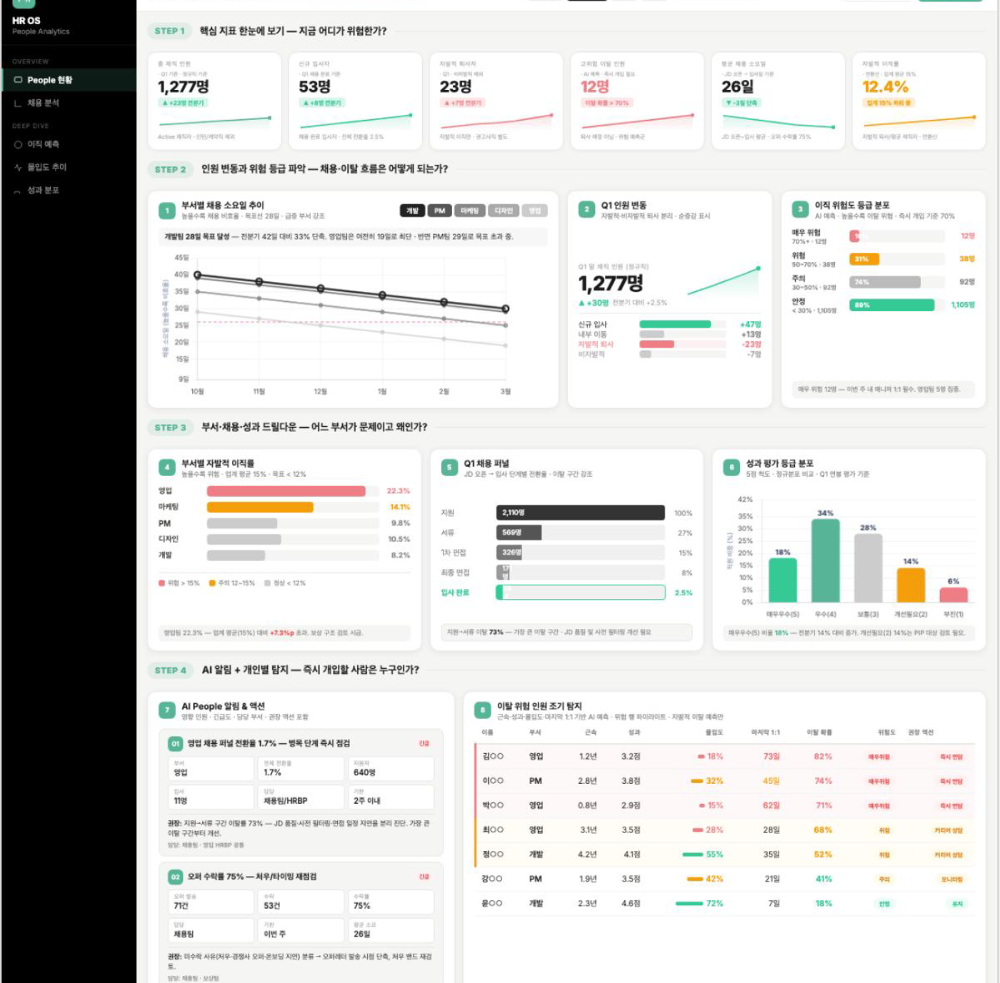 HR OS
People Analytics
OVERVIEW
People 현황
채용 분석
DEEP DIVE
이직 예측
몰입도 추이
성과 분포
STEP 1 핵심 지표 한눈에 보기 — 지금 어디가 위험한가?
총 재직 인원
· Q1 기준 · 정규직 기준
1,277명
▲ +23명 전분기
Active 재직자 · 인턴/계약직 제외
신규 입사자
· Q1 채용 완료 기준
53명
▲ +8명 전분기
채용 완료 입사자 · 전체 전환율 2.5%
자발적 퇴사자
· Q1 · 비자발적 제외
23명
▲ +7명 전분기
자발적 이직만 · 권고사직 별도
고위험 이탈 인원
· AI 예측 · 즉시 개입 필요
12명
이탈 확률 > 70%
퇴사 예정 아님 · 위험 예측군
평균 채용 소요일
· JD 오픈 → 입사일 기준
26일
▼ -3일 단축
JD 오픈~입사 평균 · 오퍼 수락률 75%
자발적 이직률
· 연환산 · 업계 평균 15%
12.4%
업계 15% 하회 중
자발적 퇴사/평균 재직자 · 연환산
STEP 2 인원 변동과 위험 등급 파악 — 채용·이탈 흐름은 어떻게 되는가?
1 부서별 채용 소요일 추이
높을수록 채용 비효율 · 목표선 28일 · 급증 부서 강조
개발 PM 마케팅 디자인 영업
개발팀 28일 목표 달성 — 전분기 42일 대비 33% 단축. 영업팀은 여전히 19일로 최단 · 반면 PM팀 29일로 목표 초과 중.
채용 소요일 (높을수록 비효율)
45일
40일
35일
30일
25일
20일
15일
9일
10월 11월 12월 1월 2월 3월
2 Q1 인원 변동
자발적·비자발적 퇴사 분리 · 순증감 표시
Q1 말 재직 인원 (정규직)
1,277명
▲ +30명 전분기 대비 +2.5%
신규 입사 +47명
내부 이동 +13명
자발적 퇴사 -23명
비자발적 -7명
3 이직 위험도 등급 분포
AI 예측 · 높을수록 이탈 위험 · 즉시 개입 기준 70%
매우 위험 12명
70%+ · 12명
위험 31% 38명
50~70% · 38명
주의 74% 92명
30~50% · 92명
안정 89% 1,105명
< 30% · 1,105명
매우 위험 12명 — 이번 주 내 매니저 1:1 필수. 영업팀 5명 집중.
STEP 3 부서·채용·성과 드릴다운 — 어느 부서가 문제이고 왜인가?
4 부서별 자발적 이직률
높을수록 위험 · 업계 평균 15% · 목표 < 12%
영업 22.3%
마케팅 14.1%
PM 9.8%
디자인 10.5%
개발 8.2%
위험 > 15% 주의 12~15% 정상 < 12%
영업팀 22.3% — 업계 평균(15%) 대비 +7.3%p 초과. 보상 구조 검토 시급.
5 Q1 채용 퍼널
JD 오픈 → 입사 단계별 전환율 · 이탈 구간 강조
지원 2,110명 100%
서류 569명 27%
1차 면접 326명 15%
최종 면접 8%
입사 완료 2.5%
지원→서류 이탈 73% — 가장 큰 이탈 구간 · JD 품질 및 사전 필터링 개선 필요
6 성과 평가 등급 분포
5점 척도 · 정규분포 비교 · Q1 연봉 평가 기준
직원 비중 (%)
42%
35%
30%
25%
20%
15%
10%
5%
0%
18% 34% 28% 14% 6%
매우우수(5) 우수(4) 보통(3) 개선필요(2) 부진(1)
매우우수(5) 비율 18% — 전분기 14% 대비 증가. 개선필요(2) 14%는 PIP 대상 검토 필요.
STEP 4 AI 알림 + 개인별 탐지 — 즉시 개입할 사람은 누구인가?
7 AI People 알림 & 액션
영향 인원 · 긴급도 · 담당 부서 · 권장 액션 포함
01 영업 채용 퍼널 전환율 1.7% — 병목 단계 즉시 점검 긴급
부서 전체 전환율 지원자
영업 1.7% 640명
입사 담당 기한
11명 채용팀/HRBP 2주 이내
권장: 지원→서류 구간 이탈률 73% — JD 품질·사전 필터링·면접 일정 지연을 분리 진단. 가장 큰
이탈 구간부터 개선.
담당: 채용팀 · 영업 HRBP 공동
02 오퍼 수락률 75% — 처우/타이밍 재점검 긴급
오퍼 발송 수락 수락률
71건 53건 75%
담당 기한 평균 소요
채용팀 이번 주 26일
권장: 미수락 사유(처우·경쟁사 오퍼·온보딩 지연) 분류 → 오퍼레터 발송 시점 단축, 처우 밴드 재검
토.
담당: 채용팀 · 보상팀
8 이탈 위험 인원 조기 탐지
근속·성과·몰입도·마지막 1:1 기반 AI 예측 · 위험 행 하이라이트 · 자발적 이탈 예측만
이름 부서 근속 성과 몰입도 마지막 1:1 이탈 확률 위험도 권장 액션
김○○ 영업 1.2년 3.2점 18% 73일 82% 매우위험 즉시 면담
이○○ PM 2.8년 3.8점 32% 45일 74% 매우위험 즉시 면담
박○○ 영업 0.8년 2.9점 15% 62일 71% 매우위험 즉시 면담
최○○ 영업 3.1년 3.5점 28% 28일 68% 위험 커리어 상담
정○○ 개발 4.2년 4.1점 55% 35일 52% 위험 커리어 상담
강○○ PM 1.9년 3.5점 42% 21일 41% 주의 모니터링
윤○○ 개발 2.3년 4.6점 72% 7일 18% 안정 유지